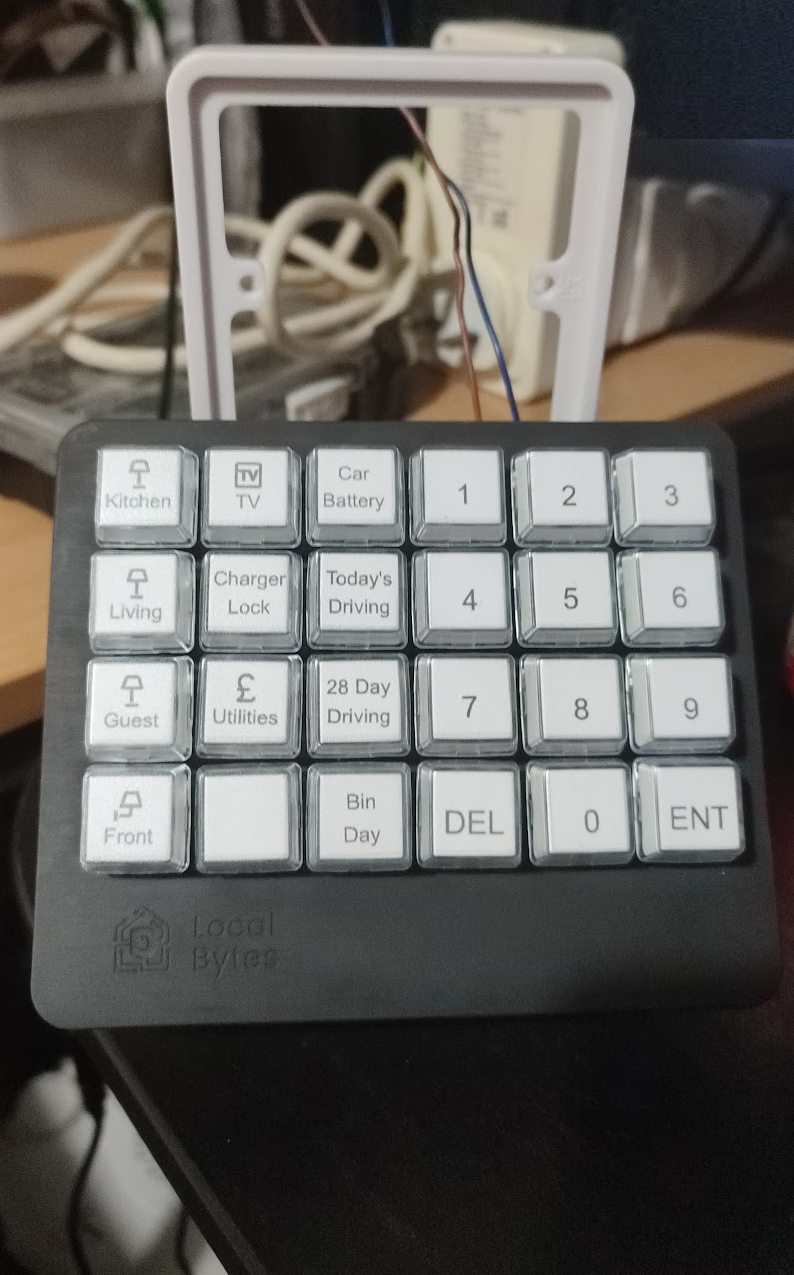 Kitchen
TV
TV
Car
Battery
1
2
3
Living
Charger
Lock
Today's
Driving
4
5
6
Guest
£
Utilities
28 Day
Driving
7
8
9
Front
Bin
Day
DEL
0
ENT
Local
Bytes